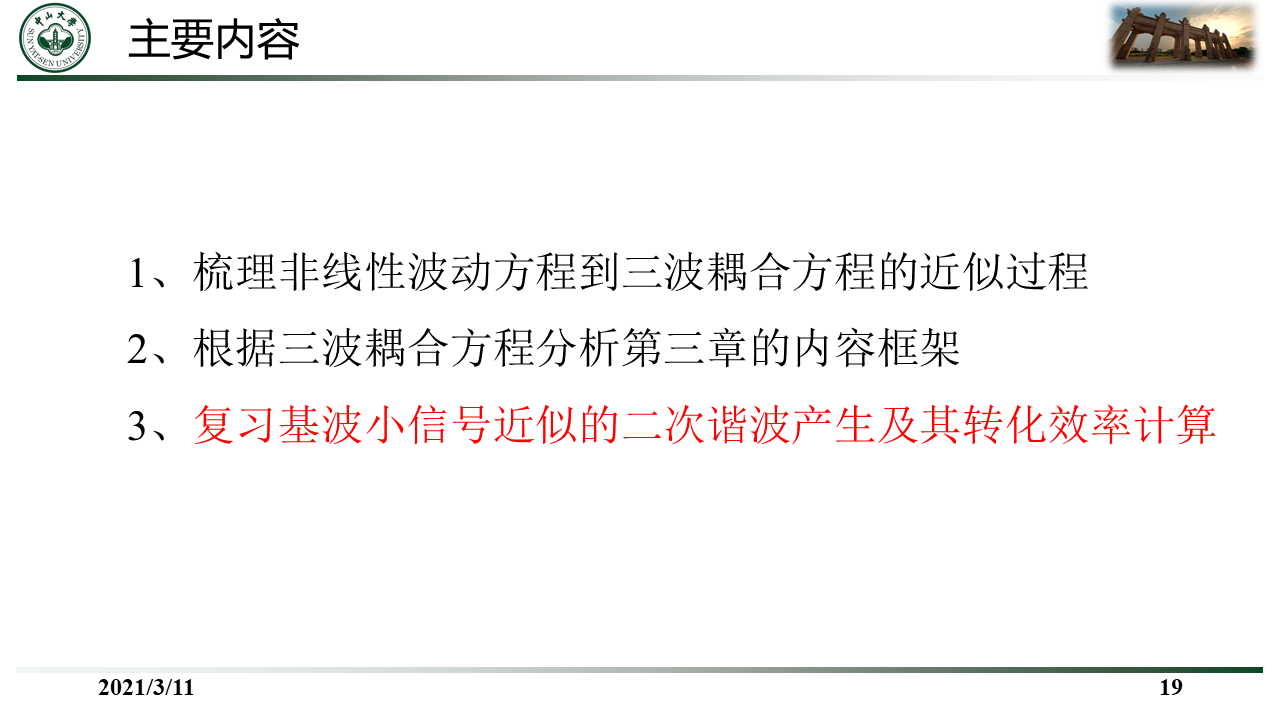 中山大学
SUN YAT-SEN UNIVERSITY
主要内容
1、梳理非线性波动方程到三波耦合方程的近似过程
2、根据三波耦合方程分析第三章的内容框架
3、复习基波小信号近似的二次谐波产生及其转化效率计算
2021/3/11
19